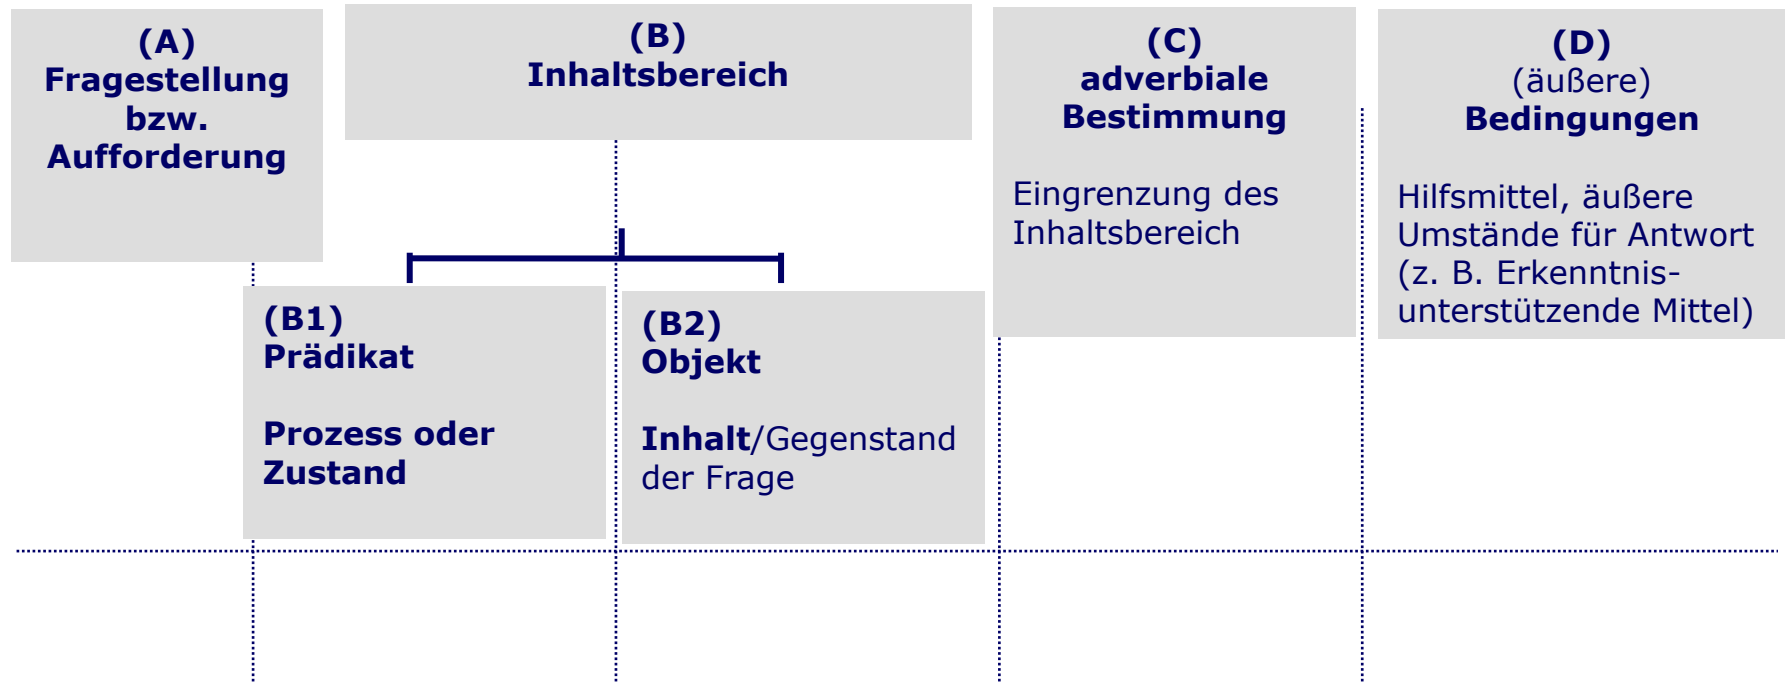 (A)
Fragestellung
bzw.
Aufforderung
(B)
Inhaltsbereich
(B1)
Prädikat
Prozess oder
Zustand
(B2)
Objekt
Inhalt/Gegenstand
der Frage
(C)
adverbiale
Bestimmung
Eingrenzung des
Inhaltsbereich
(D)
(äußere)
Bedingungen
Hilfsmittel, äußere
Umstände für Antwort
(z. B. Erkenntnis-
unterstützende Mittel)